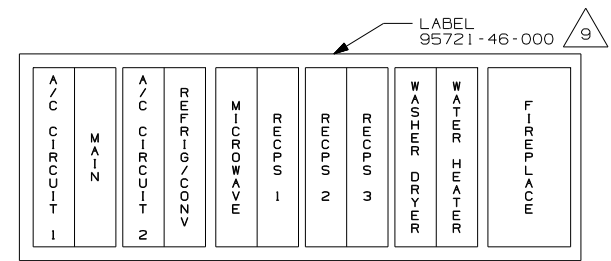 LABEL
95721-46-000
9
A/C CIRCUIT 1
MAIN
A/C CIRCUIT 2
REFRIG/CONV
MICROWAVE
RECPS 1
RECPS 2
RECPS 3
WASHER DRYER
WATER HEATER
FIREPLACE